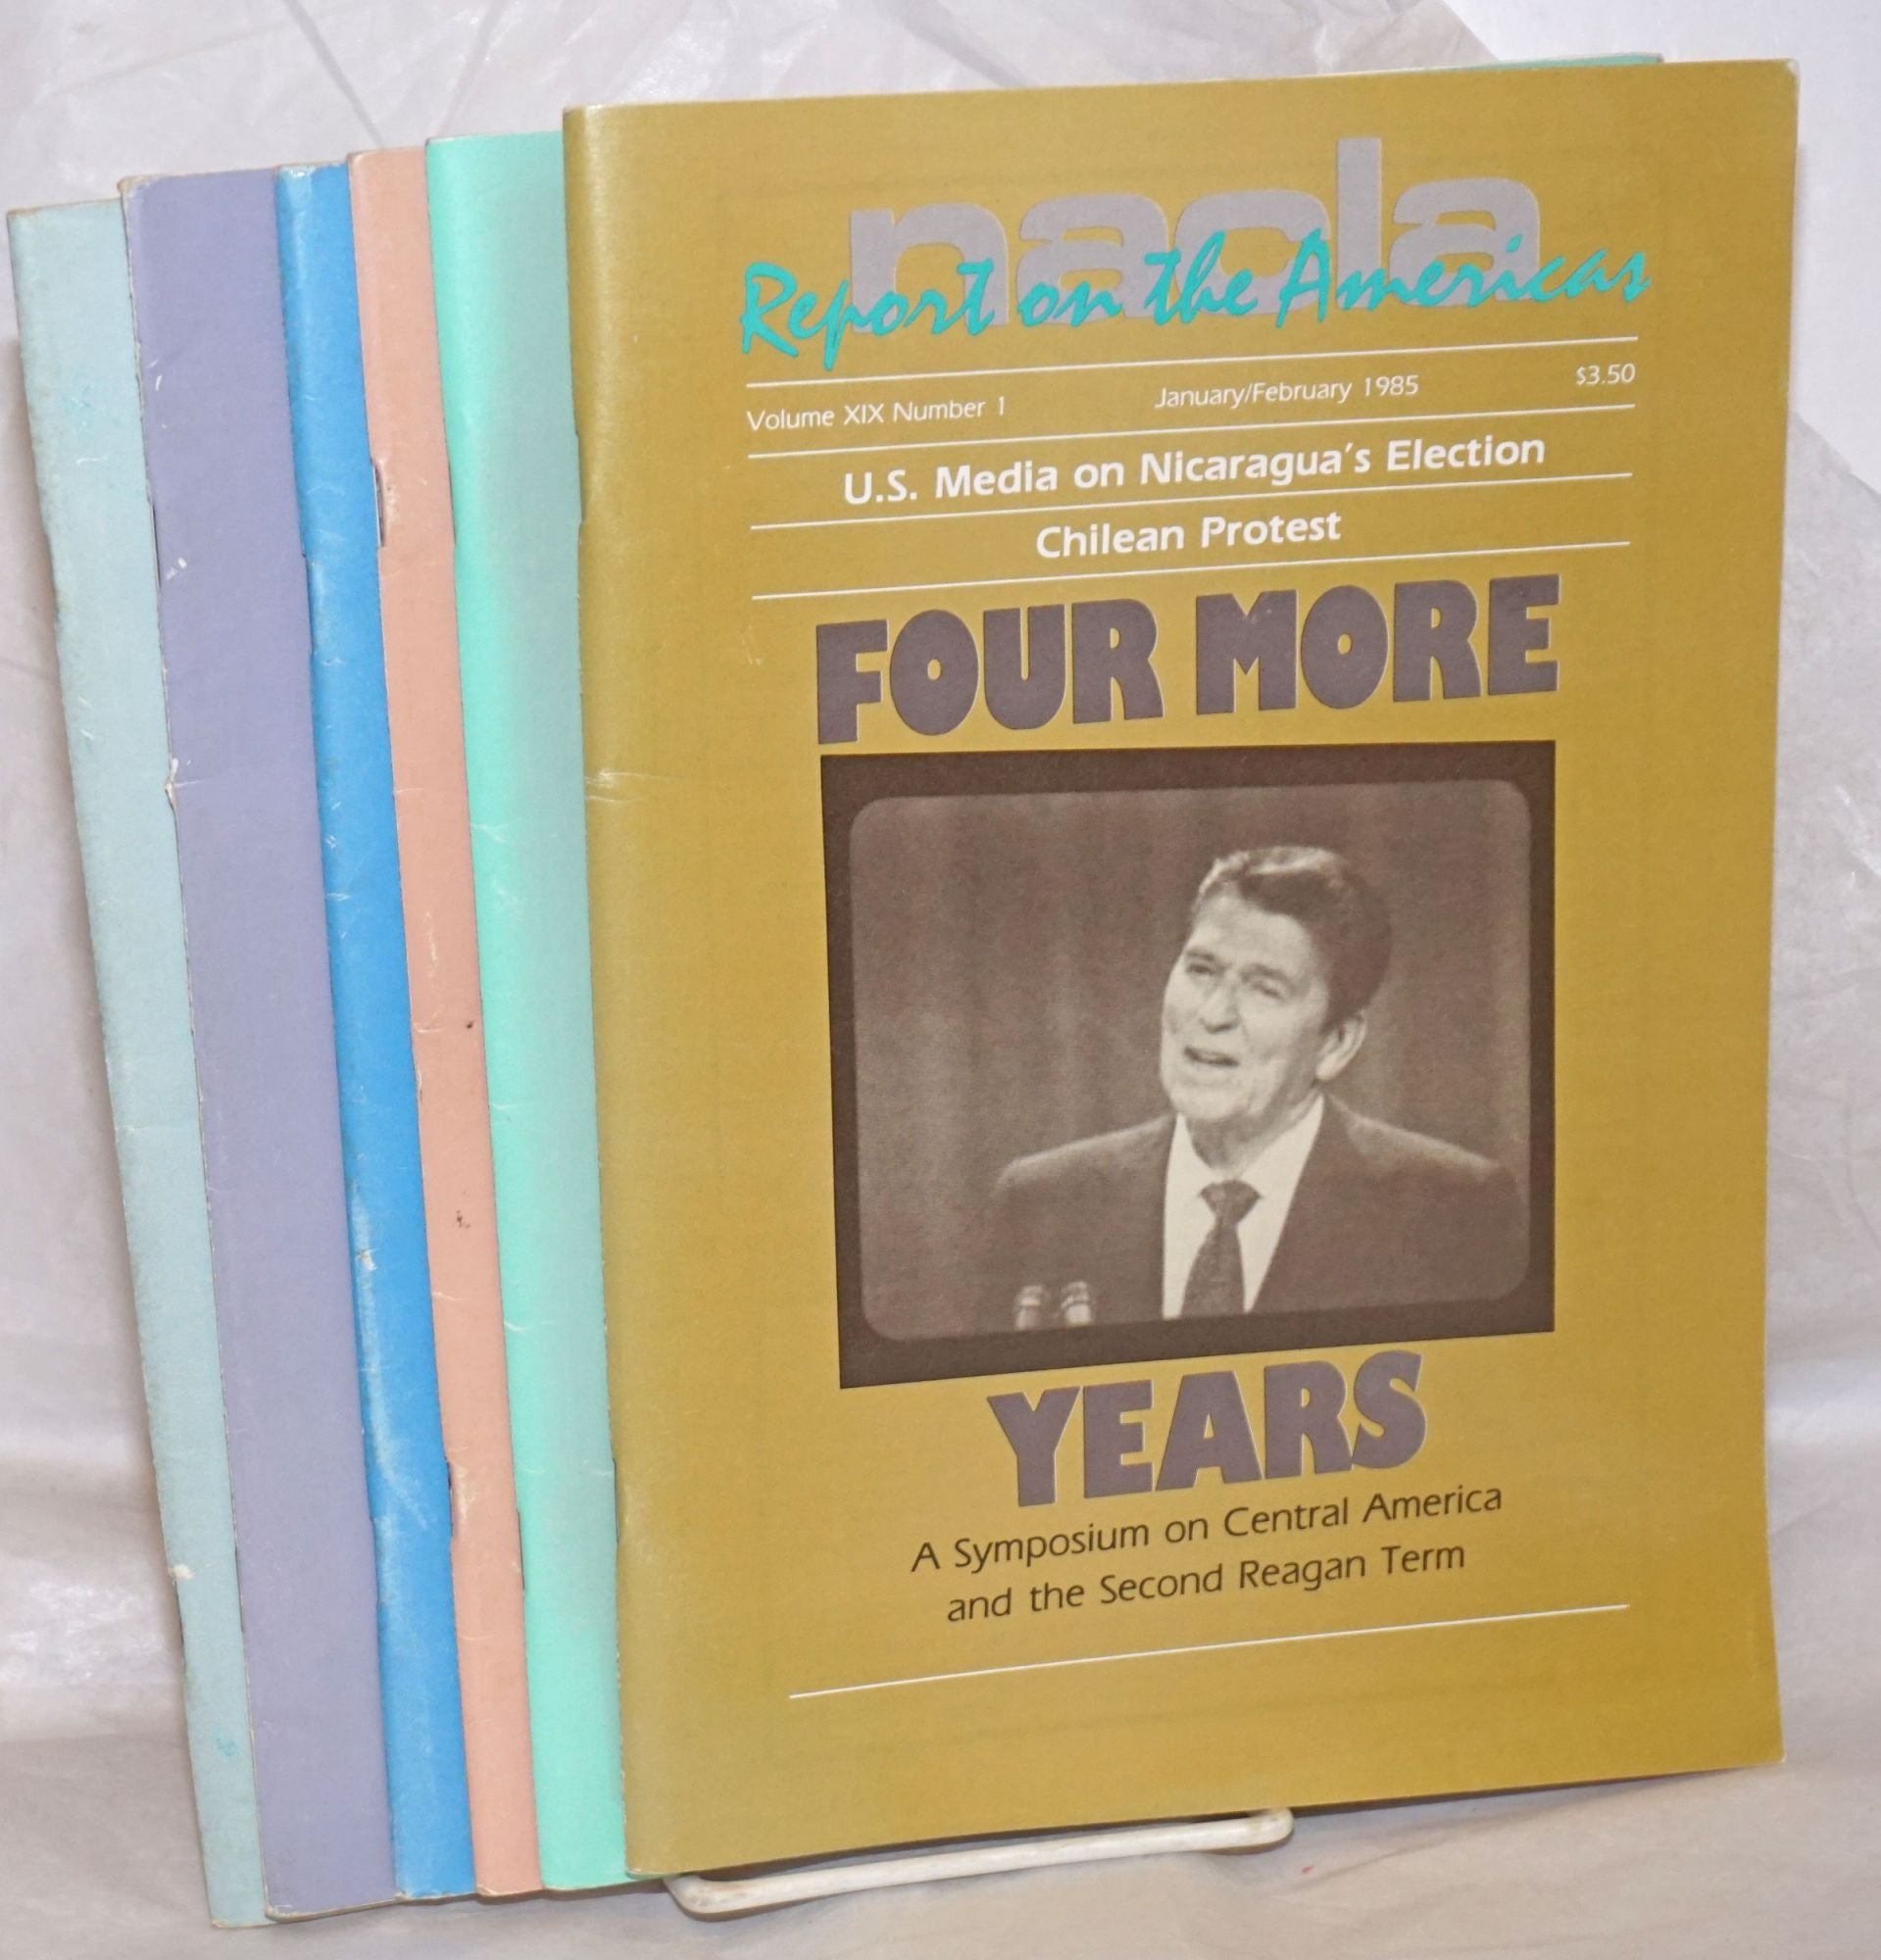 nacla
Report on the Americas
Volume XIX Number 1 January/February 1985 $3.50
U.S. Media on Nicaragua's Election
Chilean Protest
FOUR MORE
YEARS
A Symposium on Central America
and the Second Reagan Term